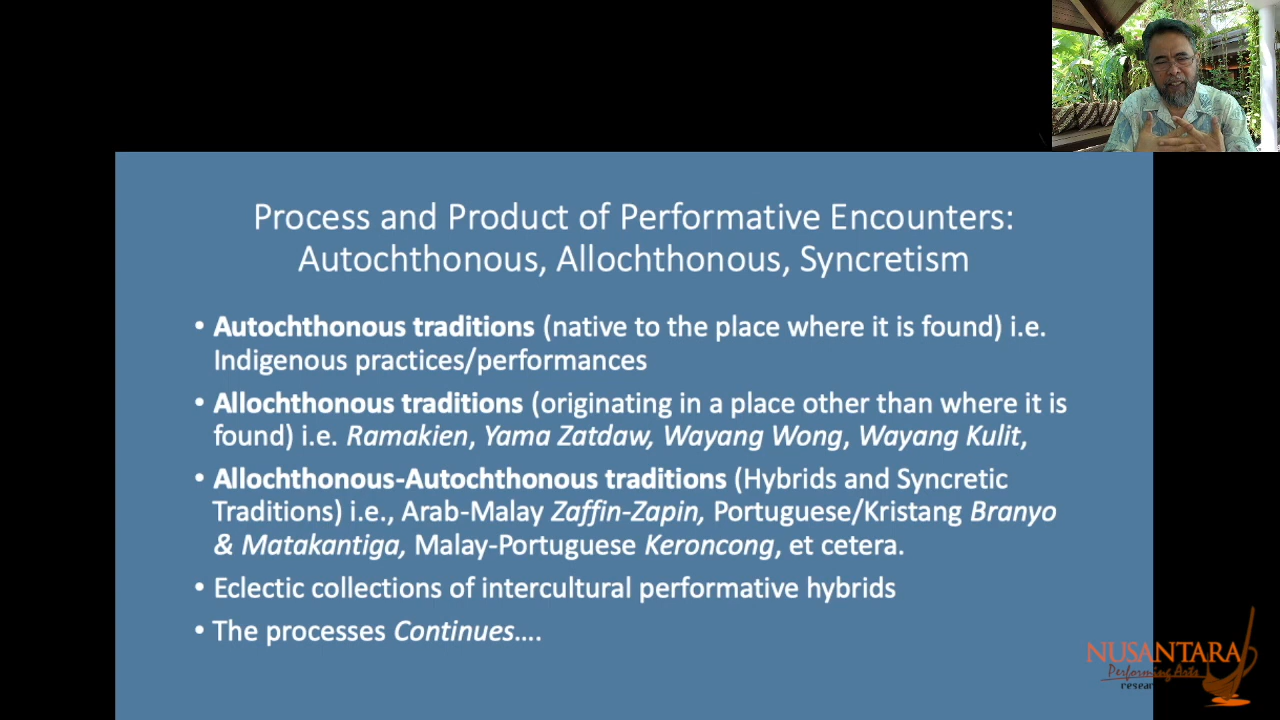 Process and Product of Performative Encounters:
Autochthonous, Allochthonous, Syncretism
• Autochthonous traditions (native to the place where it is found) i.e.
Indigenous practices/performances
• Allochthonous traditions (originating in a place other than where it is
found) i.e. Ramakien, Yama Zatdaw, Wayang Wong, Wayang Kulit,
• Allochthonous-Autochthonous traditions (Hybrids and Syncretic
Traditions) i.e., Arab-Malay Zaffin-Zapin, Portuguese/Kristang Branyo
& Matakantiga, Malay-Portuguese Keroncong, et cetera.
• Eclectic collections of intercultural performative hybrids
• The processes Continues….
NUSANTARA
Performing Arts